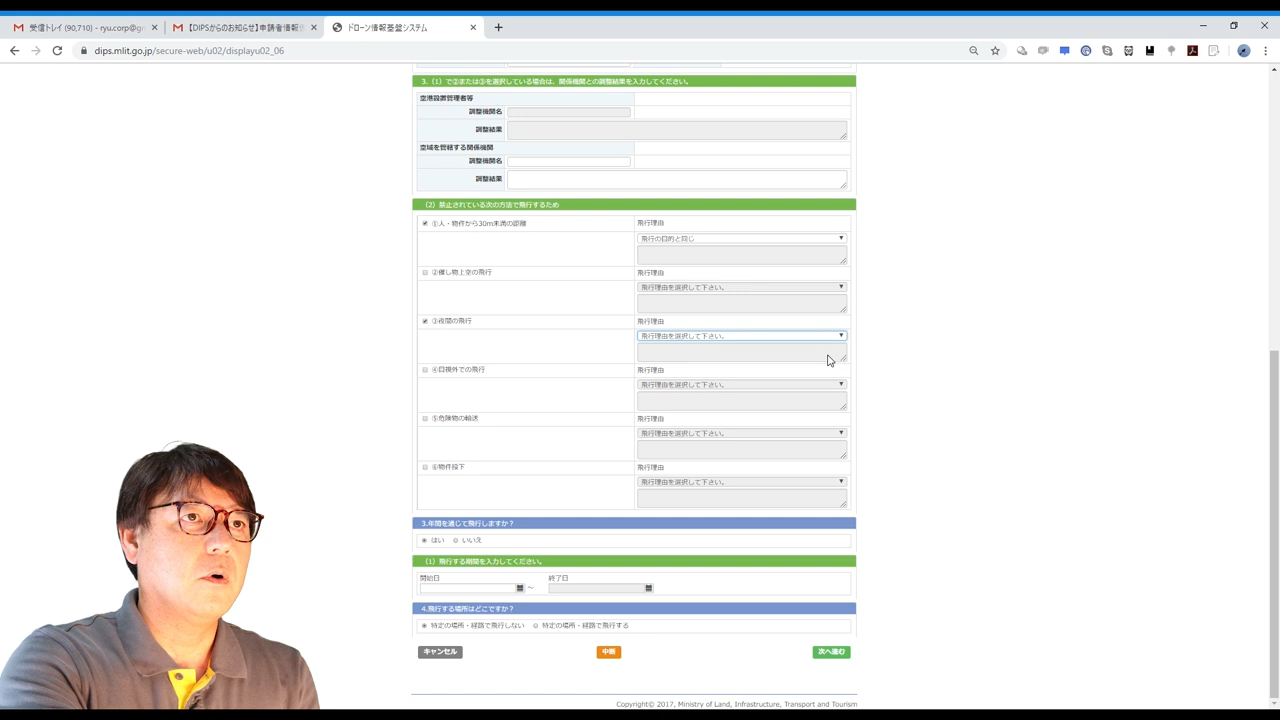 受信トレイ (90,710) - ryu.corp@g
【DIPSからのお知らせ】申請者情報
ドローン情報基盤システム
dips.mlit.go.jp/secure-web/u02/displayu02_06
3.（1）で②または③を選択している場合は、関係機関との調整結果を入力してください。
空港設置管理者等
調整機関名
調整結果
空域を管轄する関係機関
調整機関名
調整結果
（2）禁止されている次の方法で飛行するため
①人・物件から30m未満の距離
飛行理由
飛行の目的と同じ
②催し物上空の飛行
飛行理由
飛行理由を選択して下さい。
③夜間の飛行
飛行理由
飛行理由を選択して下さい。
④目視外での飛行
飛行理由
飛行理由を選択して下さい。
⑤危険物の輸送
飛行理由
飛行理由を選択して下さい。
⑥物件投下
飛行理由
飛行理由を選択して下さい。
3.年間を通じて飛行しますか？
はい いいえ
（1）飛行する期間を入力してください。
開始日 終了日
～
4.飛行する場所はどこですか？
特定の場所・経路で飛行しない 特定の場所・経路で飛行する
キャンセル 中断 次へ進む
Copyright© 2017, Ministry of Land, Infrastructure, Transport and Tourism